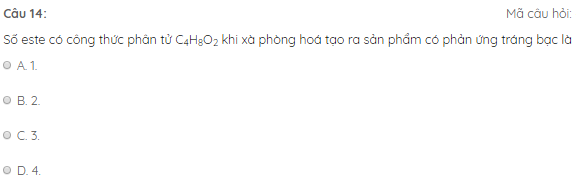 Câu 14: Mã câu hỏi:
Số este có công thức phân tử C₄H₈O₂ khi xà phòng hoá tạo ra sản phẩm có phản ứng tráng bạc là
A. 1.
B. 2.
C. 3.
D. 4.